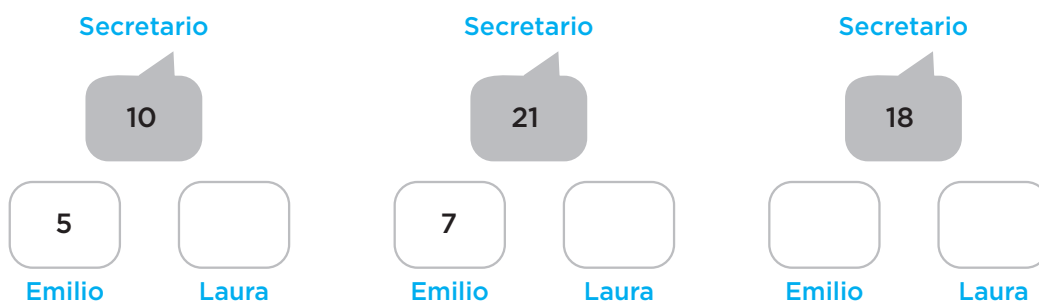 Secretario Secretario Secretario
10 21 18
5 7
Emilio Laura Emilio Laura Emilio Laura